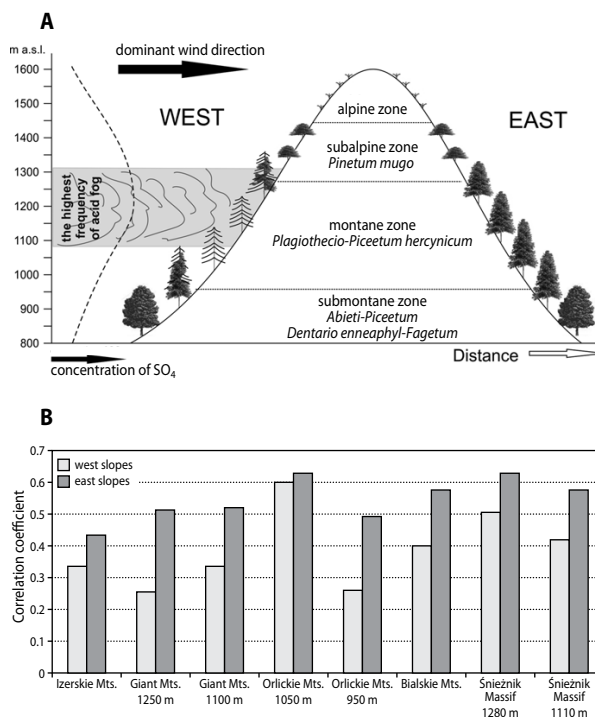 A
m a.s.l.
dominant wind direction
1600
1500
1400
1300
1200
1100
1000
900
800
WEST
EAST
the highest
frequency
of acid fog
alpine zone
subalpine zone
Pinetum mugo
montane zone
Plagiothecio-Piceetum hercynicum
submontane zone
Abieti-Piceetum
Dentario enneaphyl-Fagetum
concentration of SO4
Distance
B
Correlation coefficient
0.7
0.6
0.5
0.4
0.3
0.2
0.1
0
west slopes
east slopes
Izerskie Mts.
Giant Mts.
1250 m
Giant Mts.
1100 m
Orlickie Mts.
1050 m
Orlickie Mts.
950 m
Bialskie Mts.
Śnieżnik
Massif
1280 m
Śnieżnik
Massif
1110 m